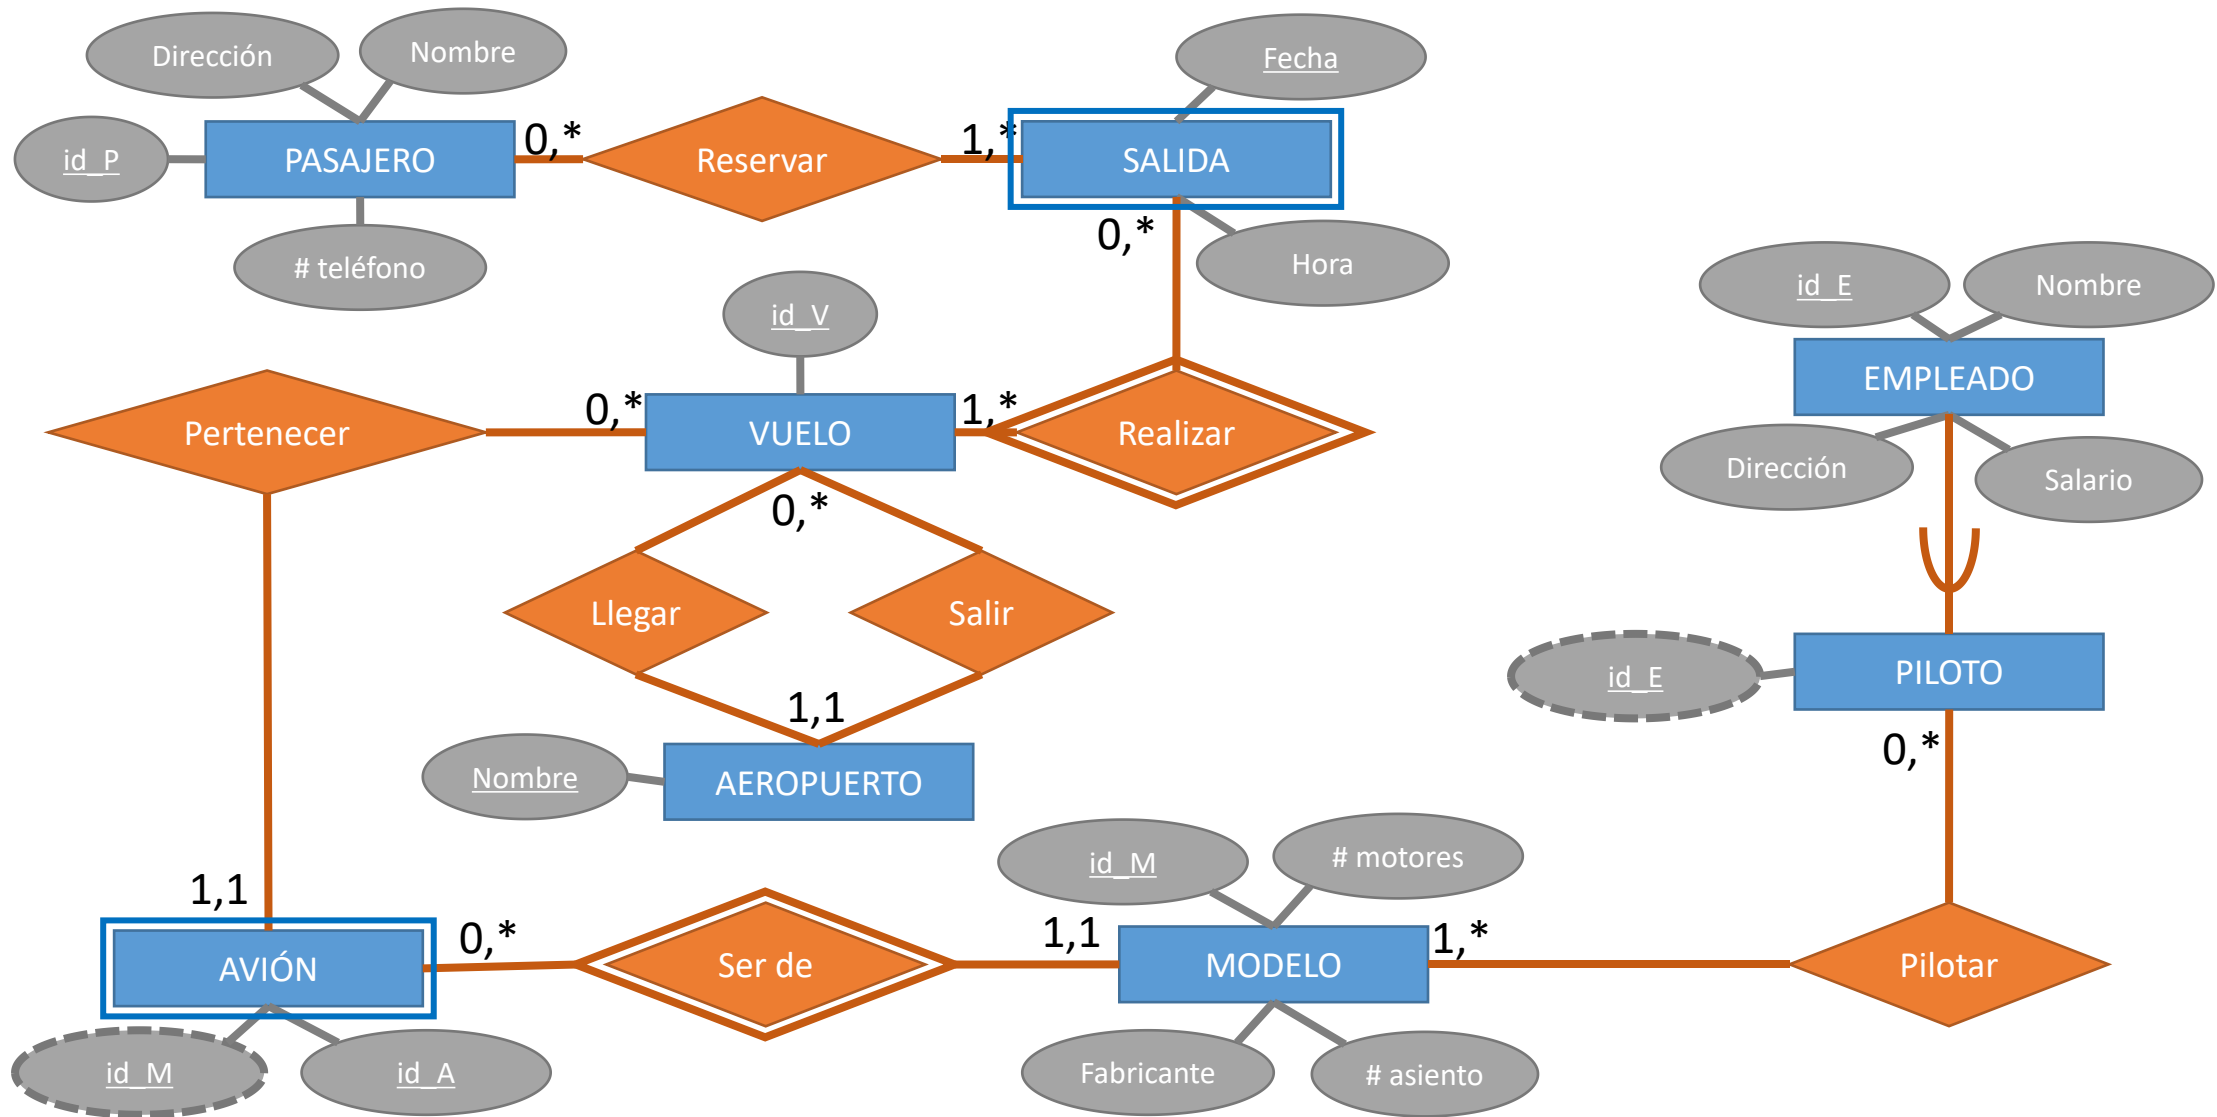 Dirección
Nombre
Fecha
id_P
PASAJERO
0,*
Reservar
1,*
SALIDA
0,*
# teléfono
Hora
id_V
id_E
Nombre
EMPLEADO
Pertenecer
0,*
VUELO
1,*
Realizar
Dirección
Salario
0,*
Llegar
Salir
id_E
PILOTO
1,1
0,*
Nombre
AEROPUERTO
id_M
# motores
1,1
AVIÓN
0,*
Ser de
1,1
MODELO
1,*
Pilotar
id_M
id_A
Fabricante
# asiento